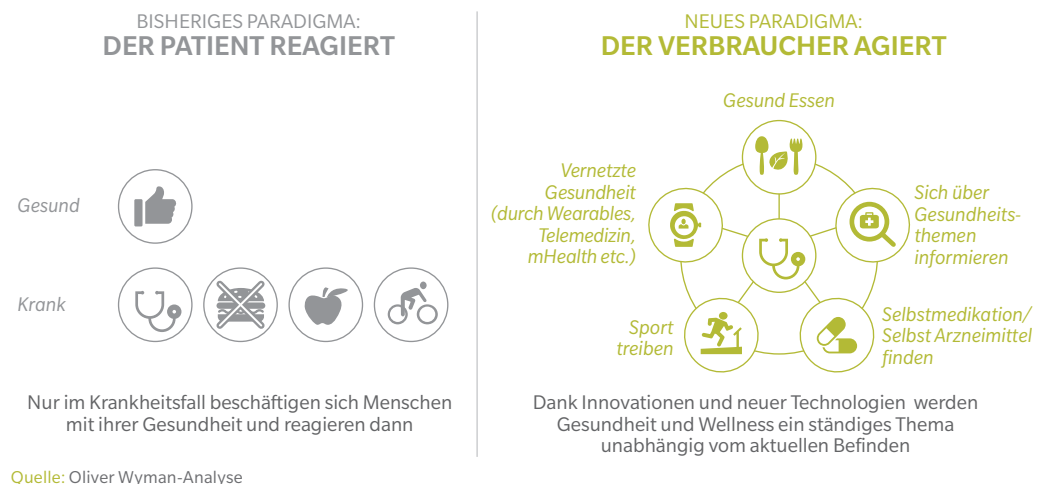 BISHERIGES PARADIGMA:
DER PATIENT REAGIERT
Gesund
Krank
Nur im Krankheitsfall beschäftigen sich Menschen
mit ihrer Gesundheit und reagieren dann
NEUES PARADIGMA:
DER VERBRAUCHER AGIERT
Gesund Essen
Vernetzte
Gesundheit
(durch Wearables,
Telemedizin,
mHealth etc.)
Sich über
Gesundheits-
themen
informieren
Sport
treiben
Selbstmedikation/
Selbst Arzneimittel
finden
Dank Innovationen und neuer Technologien werden
Gesundheit und Wellness ein ständiges Thema
unabhängig vom aktuellen Befinden
Quelle: Oliver Wyman-Analyse